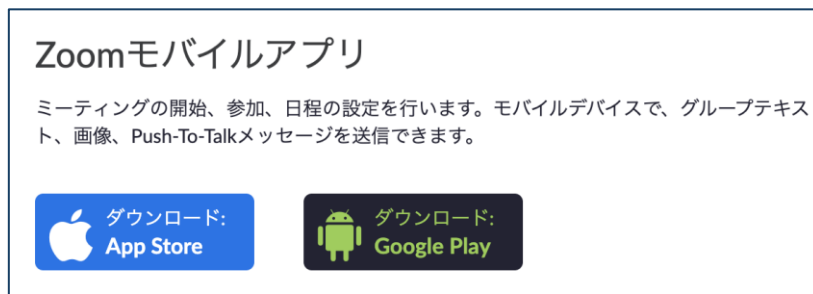 Zoomモバイルアプリ
ミーティングの開始、参加、日程の設定を行います。モバイルデバイスで、グループテキス
ト、画像、Push-To-Talkメッセージを送信できます。
ダウンロード:
App Store
ダウンロード:
Google Play